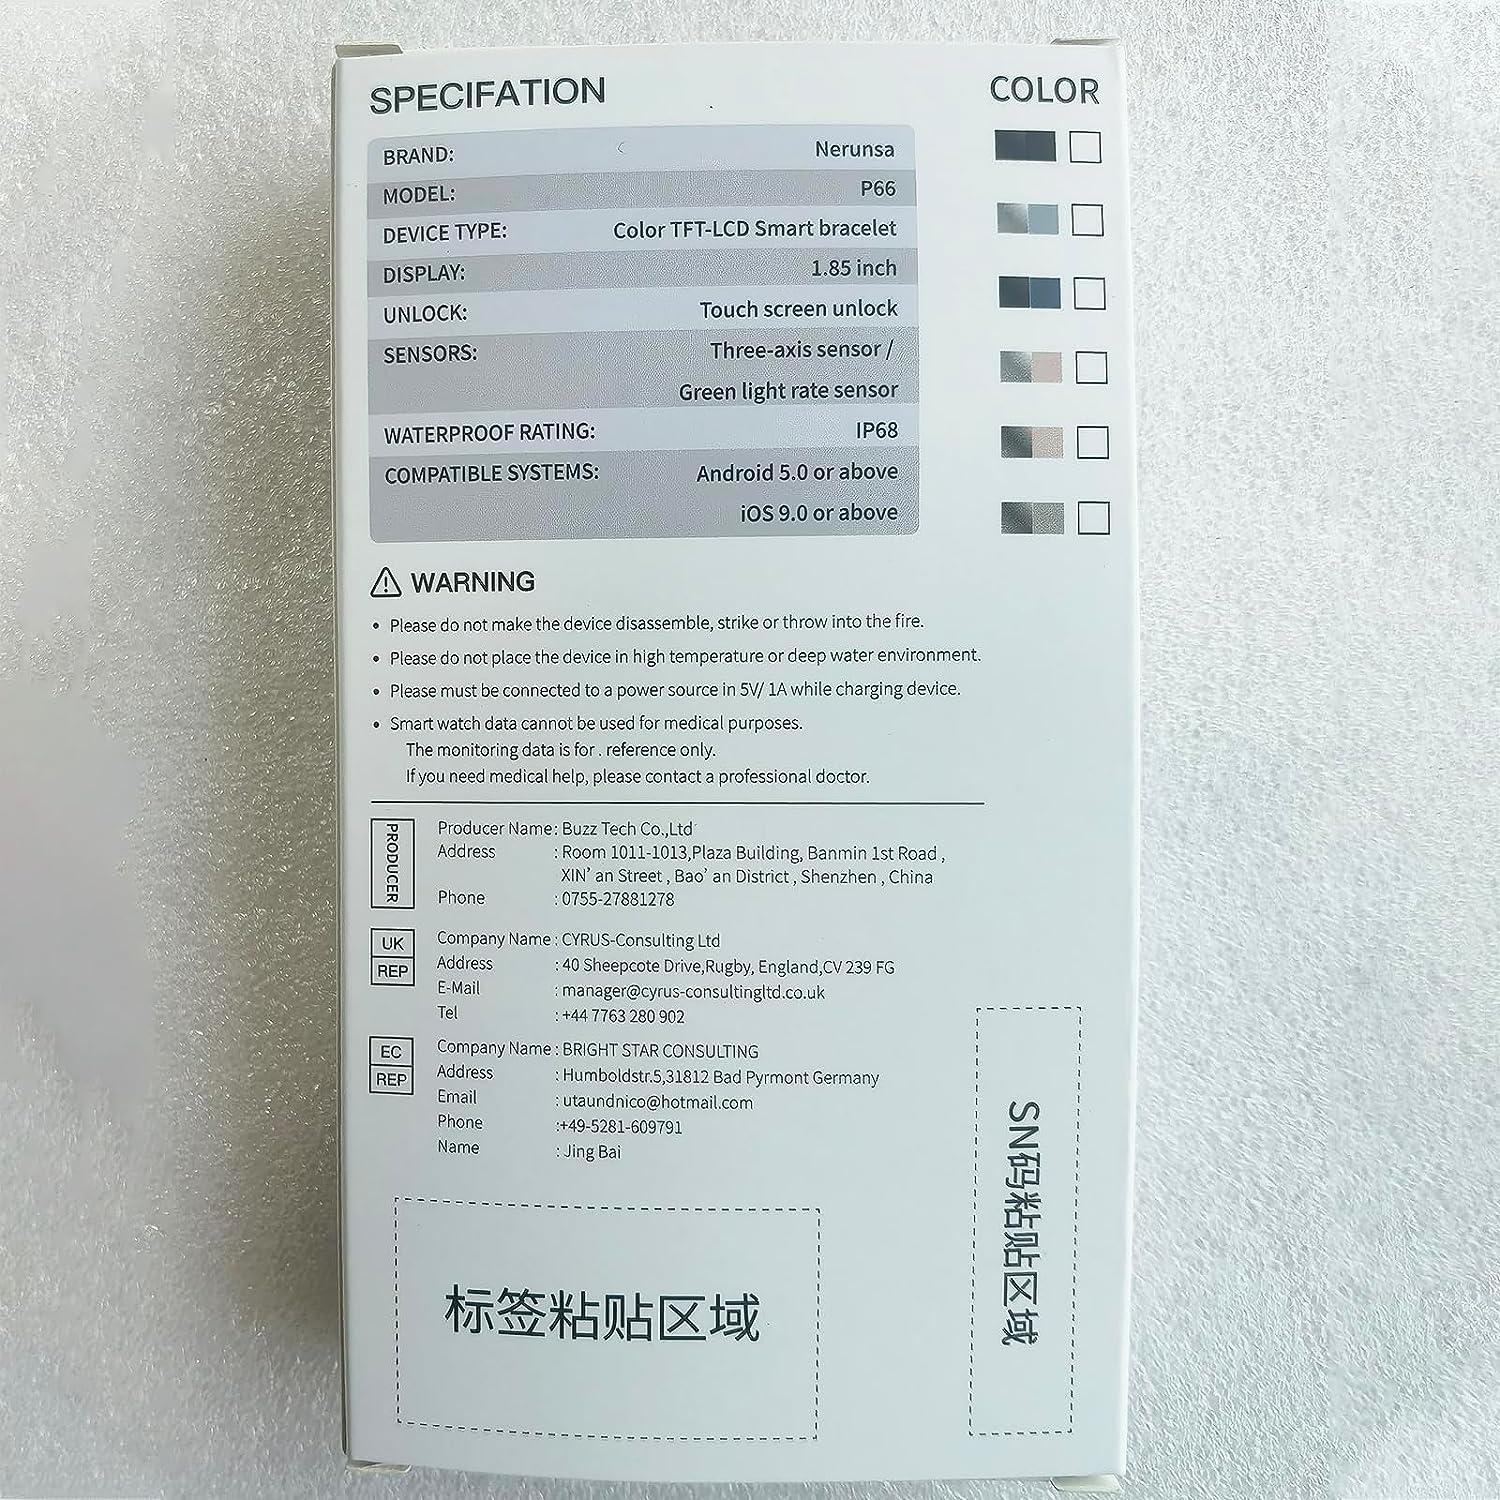 SPECIFATION
COLOR
BRAND: Nerunsa
MODEL: P66
DEVICE TYPE: Color TFT-LCD Smart bracelet
DISPLAY: 1.85 inch
UNLOCK: Touch screen unlock
SENSORS: Three-axis sensor /
Green light rate sensor
WATERPROOF RATING: IP68
COMPATIBLE SYSTEMS: Android 5.0 or above
iOS 9.0 or above
WARNING
• Please do not make the device disassemble, strike or throw into the fire.
• Please do not place the device in high temperature or deep water environment.
• Please must be connected to a power source in 5V/ 1A while charging device.
• Smart watch data cannot be used for medical purposes.
The monitoring data is for . reference only.
If you need medical help, please contact a professional doctor.
PRODUCER
Producer Name: Buzz Tech Co.,Ltd
Address : Room 1011-1013,Plaza Building, Banmin 1st Road ,
XIN' an Street , Bao' an District , Shenzhen , China
Phone : 0755-27881278
UK
REP
Company Name : CYRUS-Consulting Ltd
Address : 40 Sheepcote Drive,Rugby, England,CV 239 FG
E-Mail : manager@cyrus-consultingltd.co.uk
Tel : +44 7763 280 902
EC
REP
Company Name : BRIGHT STAR CONSULTING
Address : Humboldstr.5,31812 Bad Pyrmont Germany
Email : utaundnico@hotmail.com
Phone :+49-5281-609791
Name : Jing Bai
标签粘贴区域
SN码粘贴区域